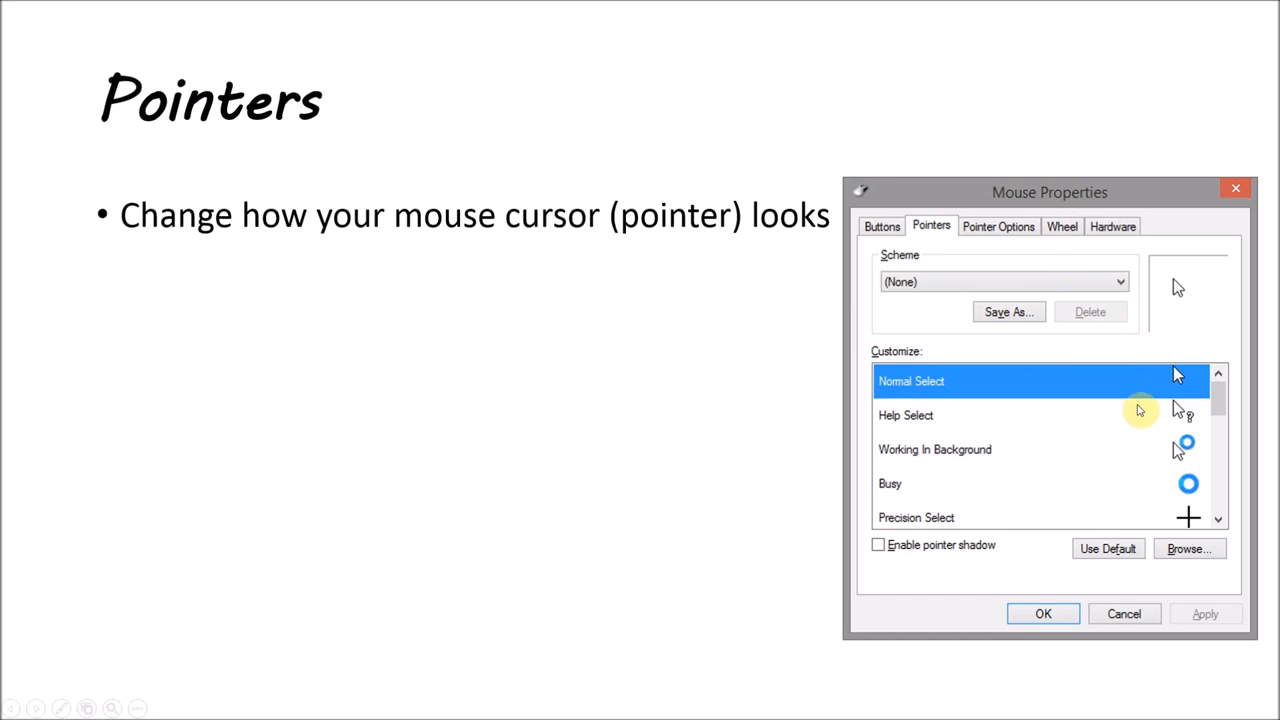 Pointers
• Change how your mouse cursor (pointer) looks
Mouse Properties
Buttons Pointers Pointer Options Wheel Hardware
Scheme
(None)
Save As... Delete
Customize:
Normal Select
Help Select
Working In Background
Busy
Precision Select
Enable pointer shadow
Use Default Browse...
OK Cancel Apply